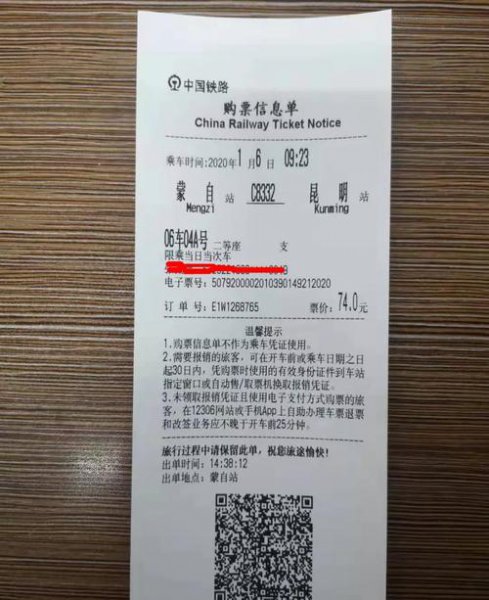 中国铁路
购票信息单
China Railway Ticket Notice
乘车时间:2020年1月6日 09:23
蒙自站 C8332 昆明站
Mengzi Kunming
06车04A号 二等座 支
限乘当日当次车
电子票号:5079200002010390149212020
订 单 号:E1W1268765 票价:74.0元
温馨提示
1.购票信息单不作为乘车凭证使用。
2.需要报销的旅客,可在开车前或乘车日期之日
起30日内,凭购票时使用的有效身份证件到车站
指定窗口或自动售/取票机换取报销凭证。
3.未领取报销凭证且使用电子支付方式购票的旅
客,在12306网站或手机App上自助办理车票退票
和改签业务应不晚于开车前25分钟。
旅行过程中请保留此单,祝您旅途愉快!
出单时间:14:38:12
出单地点:蒙自站